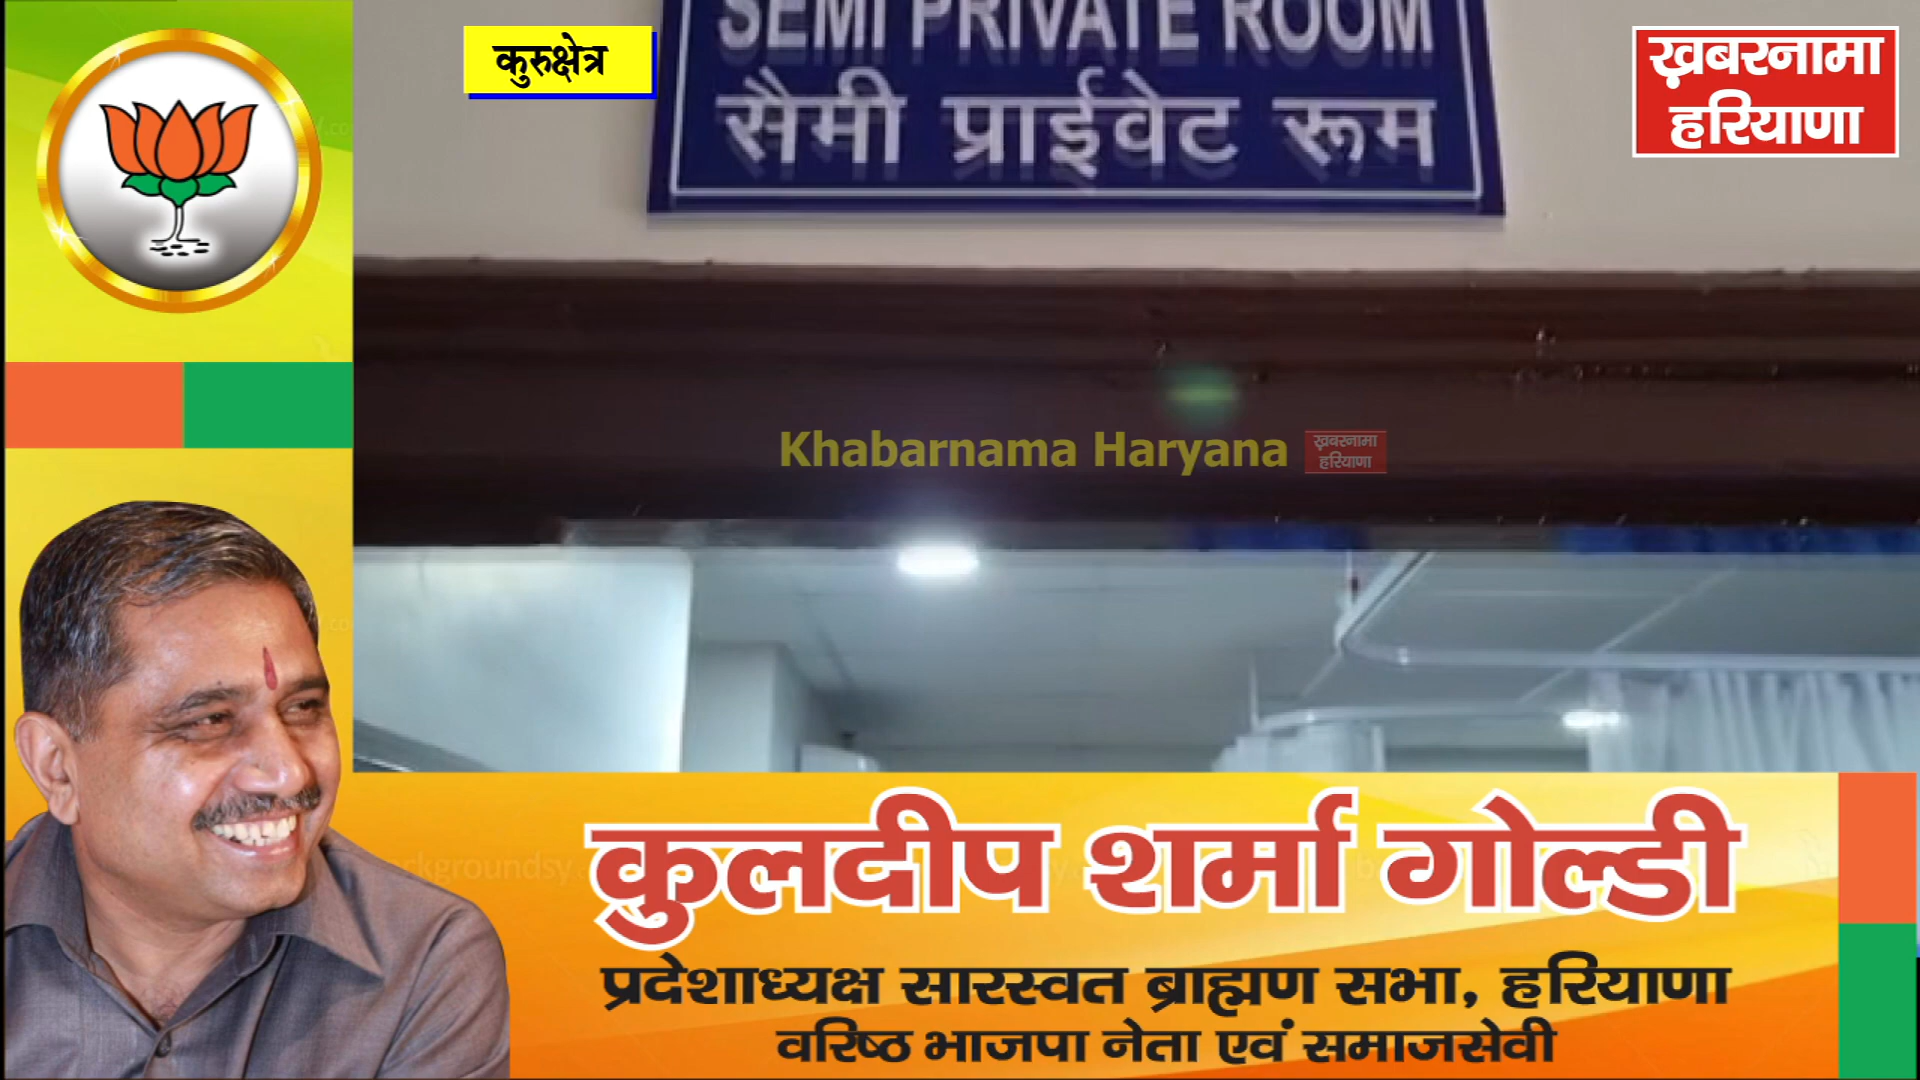 कुरुक्षेत्र
SEMI PRIVATE ROOM
सैमी प्राईवेट रूम
ख़बरनामा
हरियाणा
Khabarnama Haryana
ख़बरनामा
हरियाणा
कुलदीप शर्मा गोल्डी
प्रदेशाध्यक्ष सारस्वत ब्राह्मण सभा, हरियाणा
वरिष्ठ भाजपा नेता एवं समाजसेवी